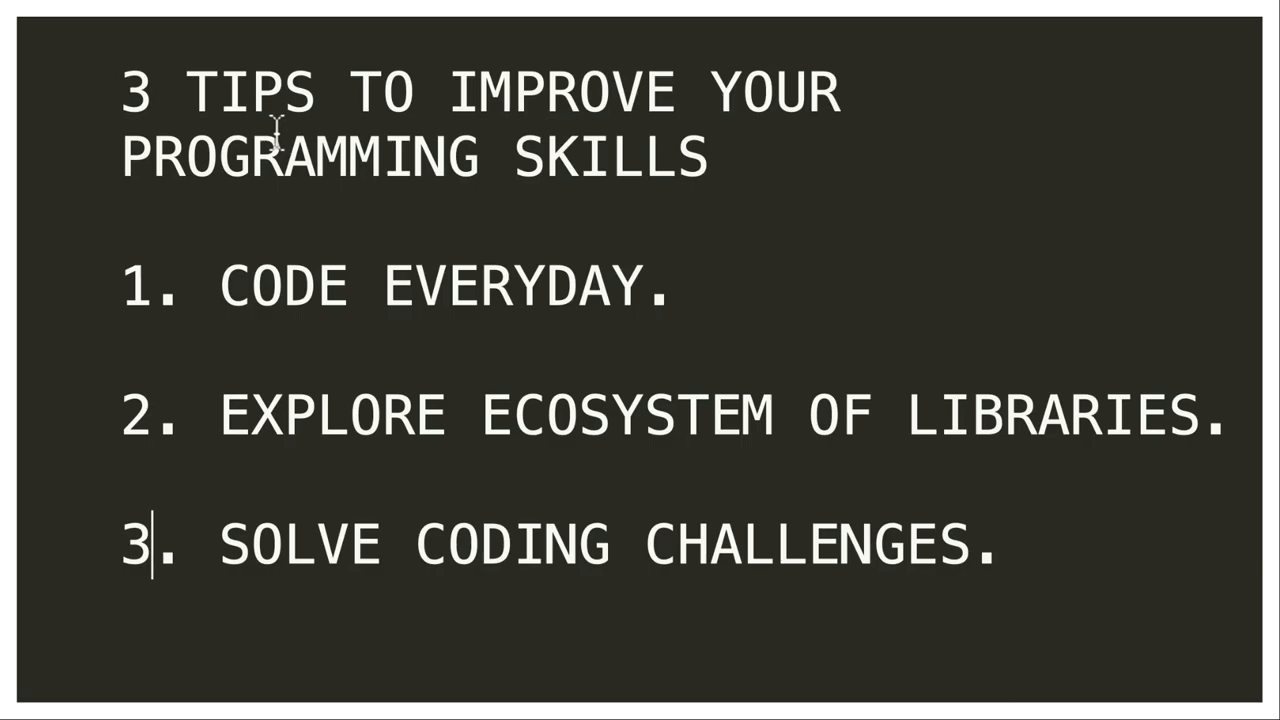 3 TIPS TO IMPROVE YOUR
PROGRAMMING SKILLS
1. CODE EVERYDAY.
2. EXPLORE ECOSYSTEM OF LIBRARIES.
3. SOLVE CODING CHALLENGES.